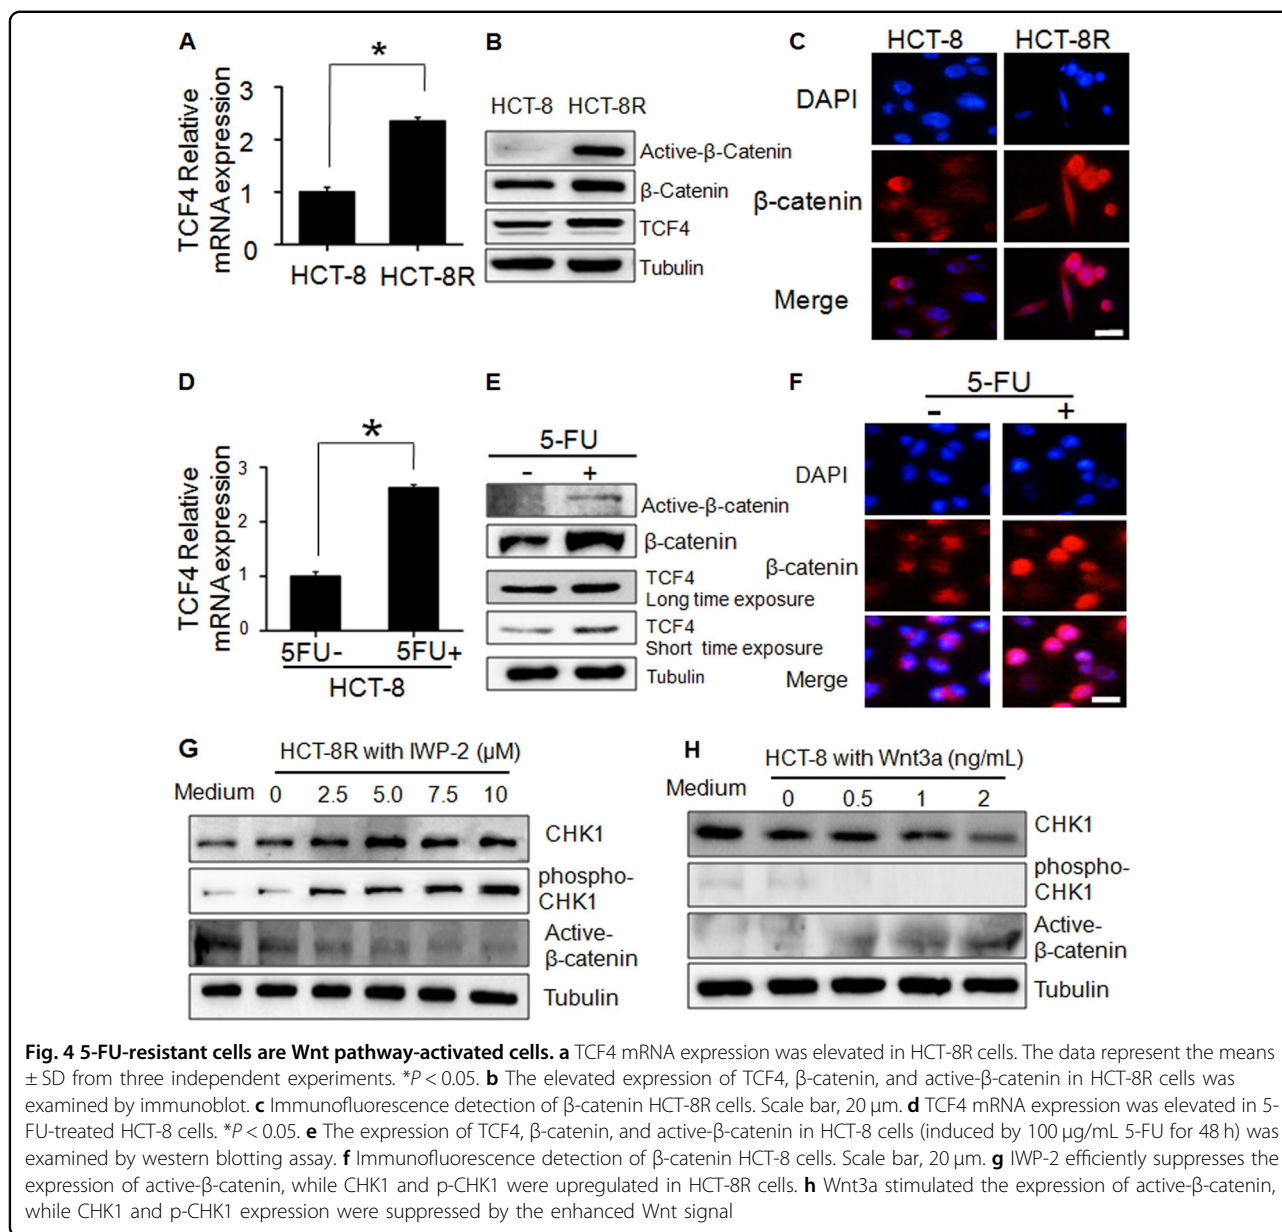 A
*
TCF4 Relative
mRNA expression
3
2
1
0
HCT-8
HCT-8R
B
HCT-8 HCT-8R
Active-β-Catenin
β-Catenin
TCF4
Tubulin
C
HCT-8 HCT-8R
DAPI
β-catenin
Merge
D
*
TCF4 Relative
mRNA expression
3
2
1
0
5FU- 5FU+
HCT-8
E
5-FU
- +
Active-β-catenin
β-catenin
TCF4
Long time exposure
TCF4
Short time exposure
Tubulin
F
5-FU
- +
DAPI
β-catenin
Merge
G
HCT-8R with IWP-2 (µM)
Medium 0 2.5 5.0 7.5 10
CHK1
phospho-
CHK1
Active-
β-catenin
Tubulin
H
HCT-8 with Wnt3a (ng/mL)
Medium 0 0.5 1 2
CHK1
phospho-
CHK1
Active-
β-catenin
Tubulin
Fig. 4 5-FU-resistant cells are Wnt pathway-activated cells. a TCF4 mRNA expression was elevated in HCT-8R cells. The data represent the means
± SD from three independent experiments. *P < 0.05. b The elevated expression of TCF4, β-catenin, and active-β-catenin in HCT-8R cells was
examined by immunoblot. c Immunofluorescence detection of β-catenin HCT-8R cells. Scale bar, 20 µm. d TCF4 mRNA expression was elevated in 5-
FU-treated HCT-8 cells. *P < 0.05. e The expression of TCF4, β-catenin, and active-β-catenin in HCT-8 cells (induced by 100 µg/mL 5-FU for 48 h) was
examined by western blotting assay. f Immunofluorescence detection of β-catenin HCT-8 cells. Scale bar, 20 µm. g IWP-2 efficiently suppresses the
expression of active-β-catenin, while CHK1 and p-CHK1 were upregulated in HCT-8R cells. h Wnt3a stimulated the expression of active-β-catenin,
while CHK1 and p-CHK1 expression were suppressed by the enhanced Wnt signal